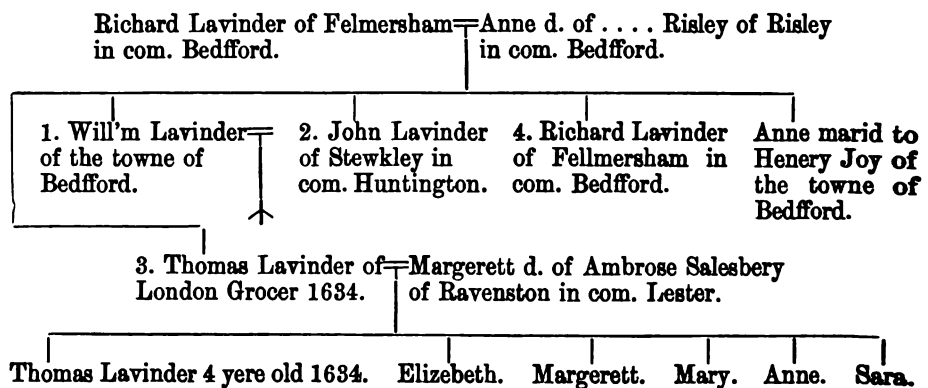 Richard Lavinder of Felmersham Anne d. of .... Risley of Risley
in com. Bedfford. in com. Bedfford.
1. Will'm Lavinder
of the towne of
Bedfford.
2. John Lavinder
of Stewkley in
com. Huntington.
4. Richard Lavinder
of Fellmersham in
com. Bedfford.
Anne marid to
Henery Joy of
the towne of
Bedfford.
3. Thomas Lavinder of Margerett d. of Ambrose Salesbery
London Grocer 1634. of Ravenston in com. Lester.
Thomas Lavinder 4 yere old 1634. Elizebeth. Margerett. Mary. Anne. Sara.